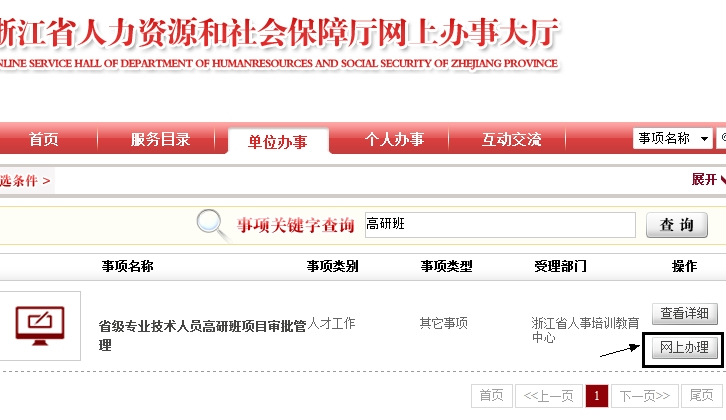 浙江省人力资源和社会保障厅网上办事大厅
NLINE SERVICE HALL OF DEPARTMENT OF HUMANRESOURCES AND SOCIAL SECURITY OF ZHEJIANG PROVINCE
首页 服务目录 单位办事 个人办事 互动交流 事项名称
选条件 > 展开
事项关键字查询 高研班 查 询
事项名称 事项类别 事项类型 受理部门 操作
省级专业技术人员高研班项目审批管理 人才工作 其它事项 浙江省人事培训教育中心 查看详细
网上办理
首页 <<上一页 1 下一页>> 尾页